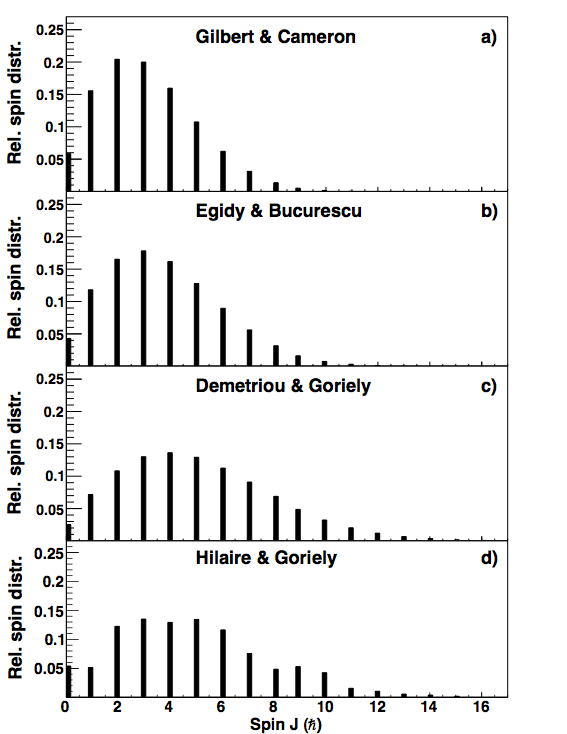 Gilbert & Cameron a)
Rel. spin distr.
0.25
0.2
0.15
0.1
0.05
Egidy & Bucurescu b)
Rel. spin distr.
0.25
0.2
0.15
0.1
0.05
Demetriou & Goriely c)
Rel. spin distr.
0.25
0.2
0.15
0.1
0.05
Hilaire & Goriely d)
Rel. spin distr.
0.25
0.2
0.15
0.1
0.05
0 2 4 6 8 10 12 14 16
Spin J (ℏ)